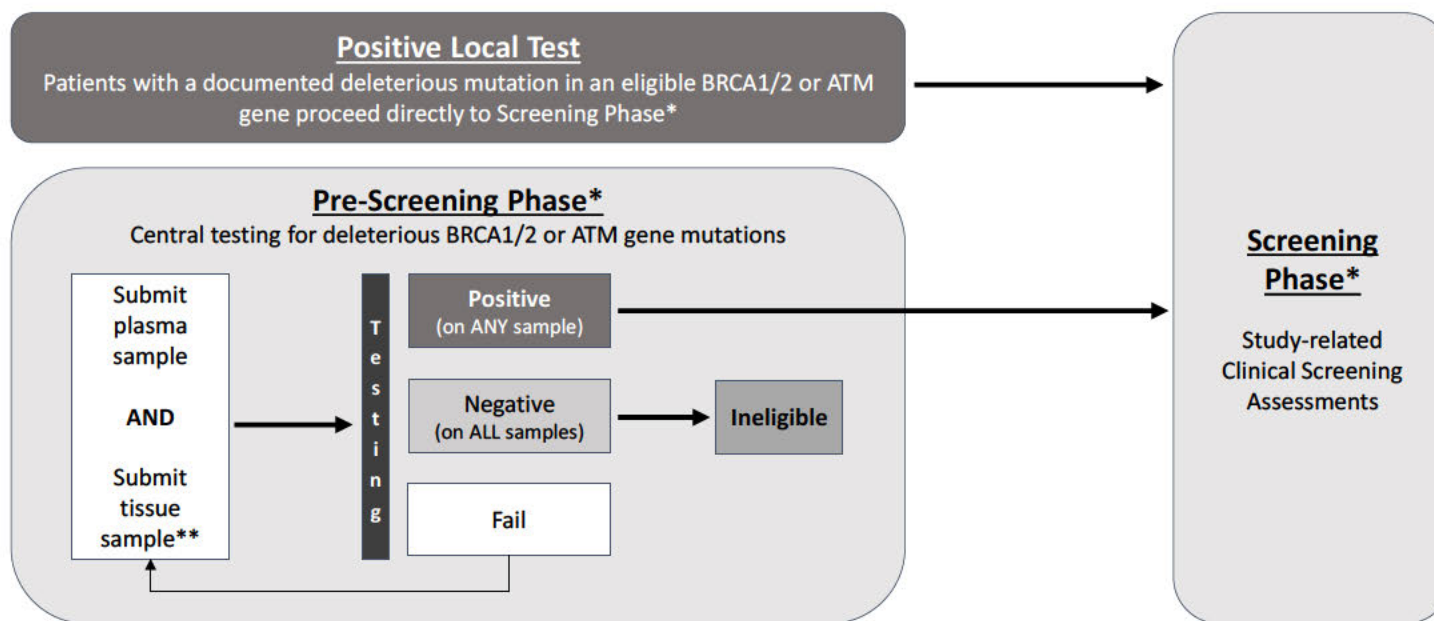 Positive Local Test
Patients with a documented deleterious mutation in an eligible BRCA1/2 or ATM
gene proceed directly to Screening Phase*
Pre-Screening Phase*
Central testing for deleterious BRCA1/2 or ATM gene mutations
Submit
plasma
sample
AND
Submit
tissue
sample**
Testing
Positive
(on ANY sample)
Negative
(on ALL samples)
Fail
Ineligible
Screening
Phase*
Study-related
Clinical Screening
Assessments